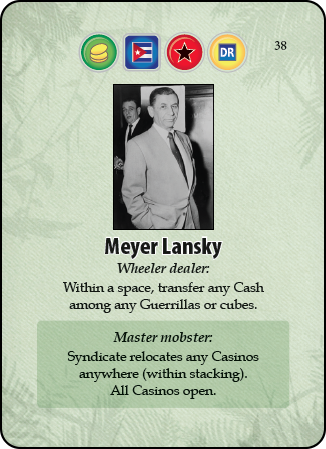 DR
38
Meyer Lansky
Wheeler dealer:
Within a space, transfer any Cash
among any Guerrillas or cubes.
Master mobster:
Syndicate relocates any Casinos
anywhere (within stacking).
All Casinos open.